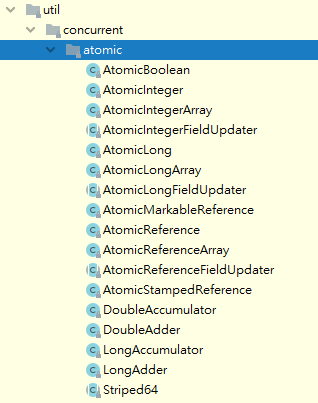 util
concurrent
atomic
AtomicBoolean
AtomicInteger
AtomicIntegerArray
AtomicIntegerFieldUpdater
AtomicLong
AtomicLongArray
AtomicLongFieldUpdater
AtomicMarkableReference
AtomicReference
AtomicReferenceArray
AtomicReferenceFieldUpdater
AtomicStampedReference
DoubleAccumulator
DoubleAdder
LongAccumulator
LongAdder
Striped64